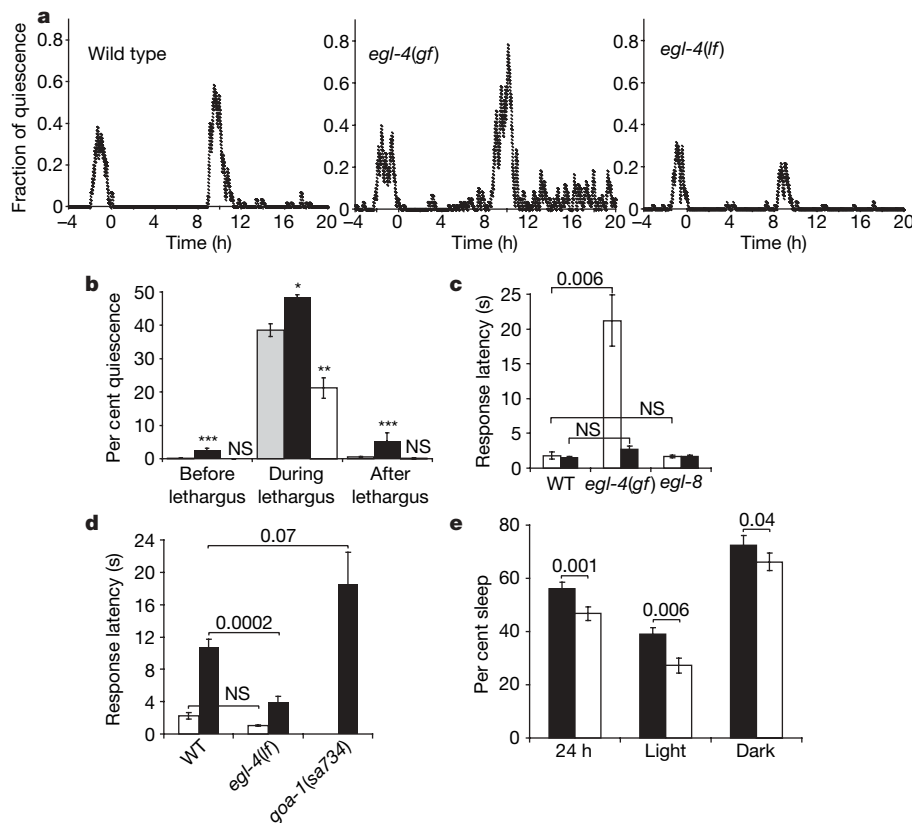 a
Wild type
egl-4(gf)
egl-4(lf)
Fraction of quiescence
0.8
0.6
0.4
0.2
0
–4 0 4 8 12 16 20
Time (h)
0.8
0.6
0.4
0.2
0
–4 0 4 8 12 16 20
Time (h)
0.8
0.6
0.4
0.2
0
–4 0 4 8 12 16 20
Time (h)
b
Per cent quiescence
50
40
30
20
10
0
***
NS
*
**
***
NS
Before lethargus
During lethargus
After lethargus
c
Response latency (s)
25
20
15
10
5
0
0.006
NS
NS
WT egl-4(gf) egl-8
d
Response latency (s)
24
20
16
12
8
4
0
0.07
0.0002
NS
WT
egl-4(lf)
goa-1(sa734)
e
Per cent sleep
80
60
40
20
0
0.001
0.006
0.04
24 h Light Dark